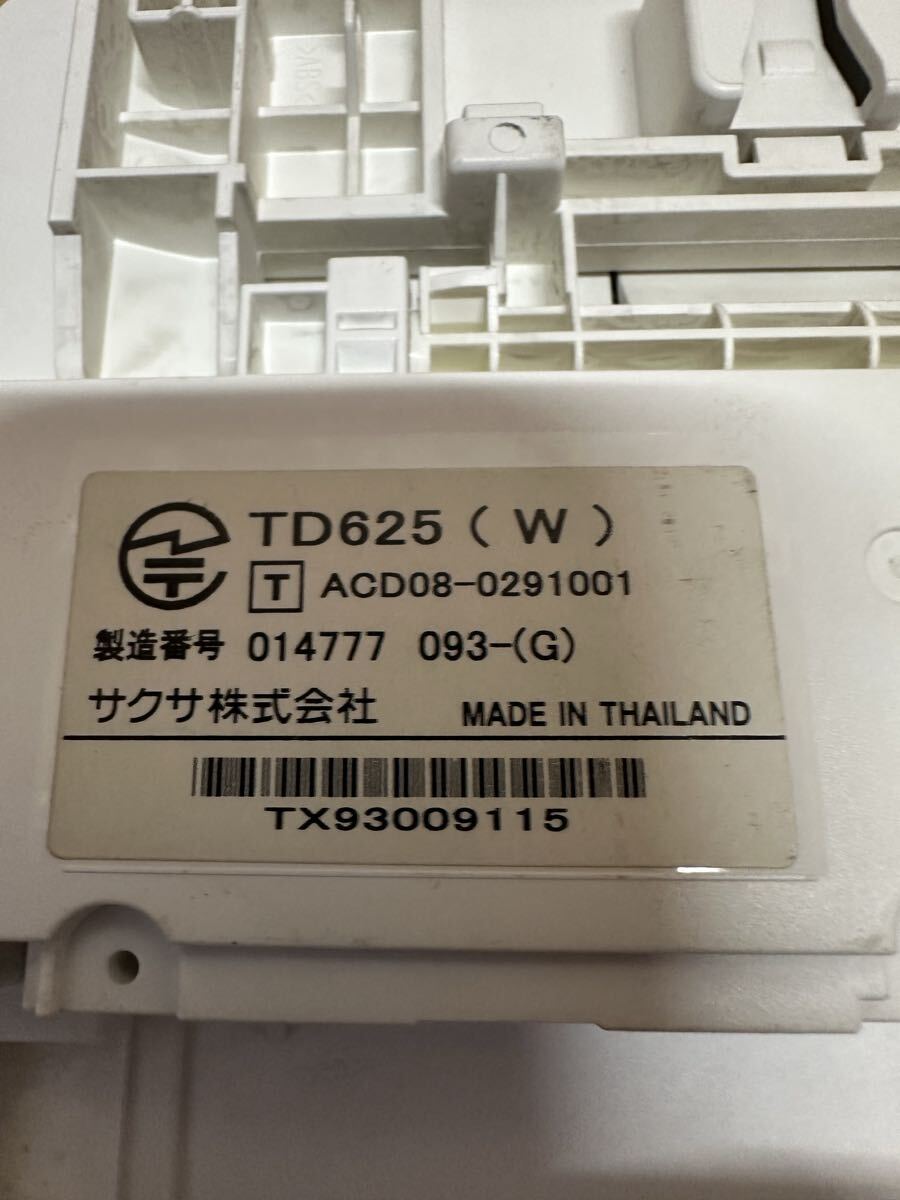 >ABS<
TD625 ( W )
T ACD08-0291001
製造番号 014777 093-(G)
サクサ株式会社 MADE IN THAILAND
TX93009115